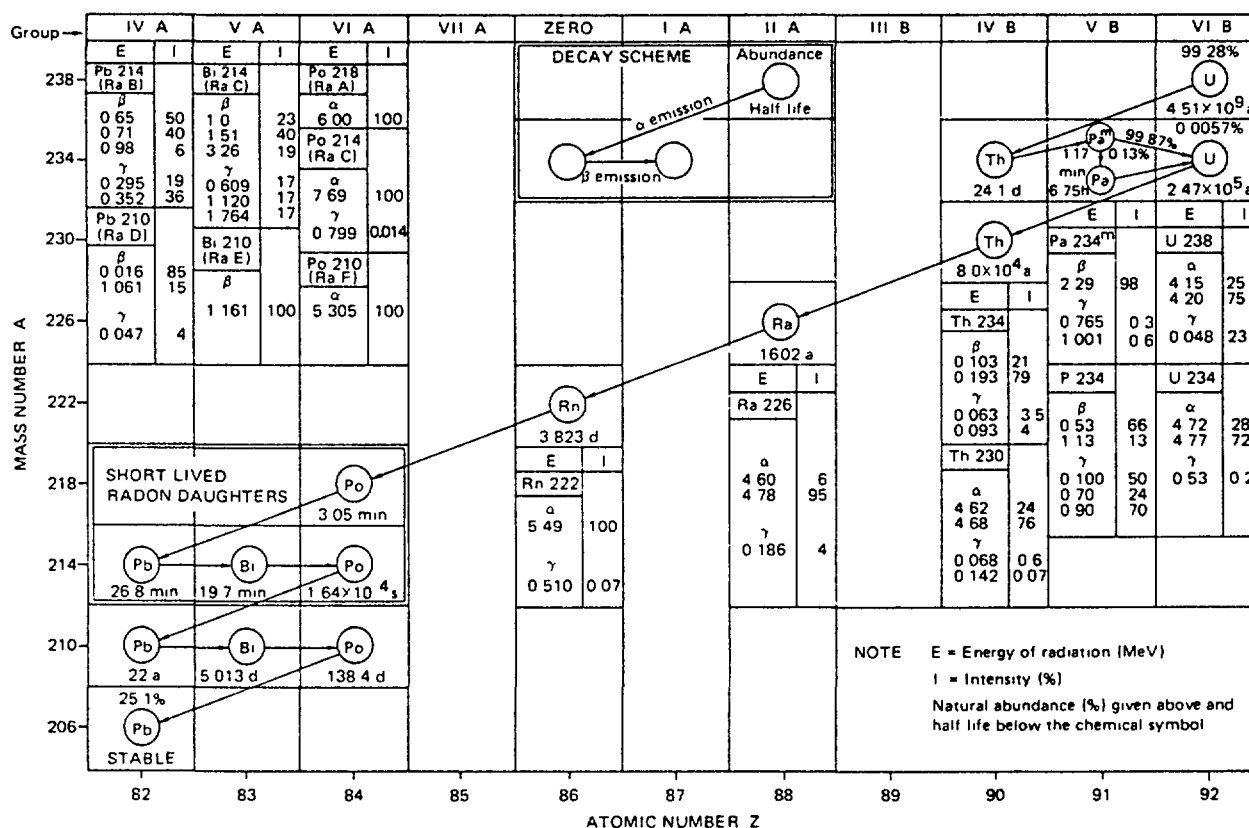 Group→ IV A V A VI A VII A ZERO I A II A III B IV B V B VI B
E I E I E I
Pb 214
(Ra B)
β
0 65 50
0 71 40
0 98 6
γ
0 295 19
0 352 36
Pb 210
(Ra D)
β
0 016 85
1 061 15
γ
0 047 4
Bi 214
(Ra C)
β
1 0 23
1 51 40
3 26 19
γ
0 609 17
1 120 17
1 764 17
Bi 210
(Ra E)
β
1 161 100
Po 218
(Ra A)
α
6 00 100
Po 214
(Ra C)
α
7 69 100
γ
0 799 0.014
Po 210
(Ra F)
α
5 305 100
DECAY SCHEME
Abundance
Half life
α emission
β emission
99 28%
U
4 51×10⁹a
0 0057%
Th
24 1 d
Paᵐ
99 87%
1 17
min
0 13%
Pa
6 75H
U
2 47×10⁵a
Th
8 0×10⁴a
Ra
1602 a
Rn
3 823 d
E I
Pa 234ᵐ
β
2 29 98
γ
0 765 0 3
1 001 0 6
P 234
β
0 53 66
1 13 13
γ
0 100 50
0 70 24
0 90 70
E I
U 238
α
4 15 25
4 20 75
γ
0 048 23
U 234
α
4 72 28
4 77 72
γ
0 53 0 2
E I
Th 234
β
0 103 21
0 193 79
γ
0 063 3 5
0 093 4
Th 230
α
4 62 24
4 68 76
γ
0 068 0 6
0 142 0 07
E I
Ra 226
α
4 60 6
4 78 95
γ
0 186 4
E I
Rn 222
α
5 49 100
γ
0 510 0 07
SHORT LIVED
RADON DAUGHTERS
Po
3 05 min
Pb Bi Po
26 8 min 19 7 min 1 64×10 4s
Pb Bi Po
22 a 5 013 d 138 4 d
25 1%
Pb
STABLE
NOTE E = Energy of radiation (MeV)
I = Intensity (%)
Natural abundance (%) given above and
half life below the chemical symbol
MASS NUMBER A
238
234
230
226
222
218
214
210
206
82 83 84 85 86 87 88 89 90 91 92
ATOMIC NUMBER Z